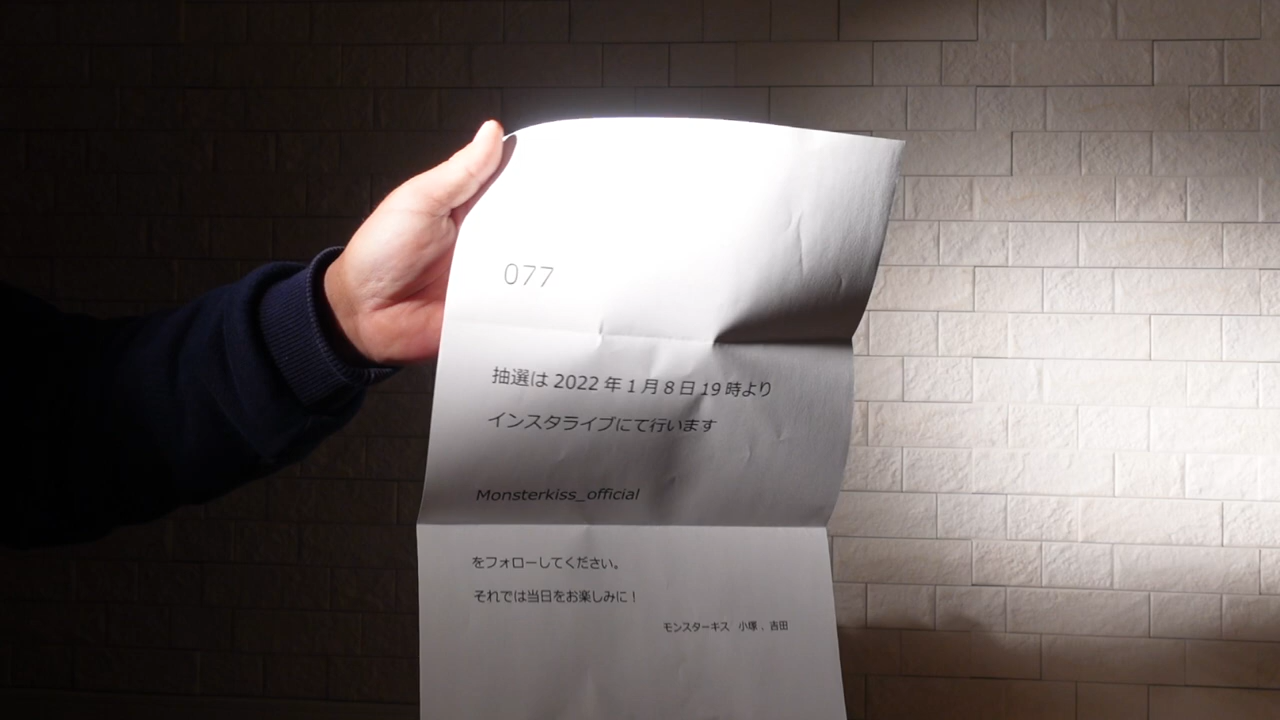 077
抽選は 2022 年 1 月 8 日 19 時より
インスタライブにて行います
Monsterkiss_official
をフォローしてください。
それでは当日をお楽しみに！
モンスターキス 小塚 、吉田